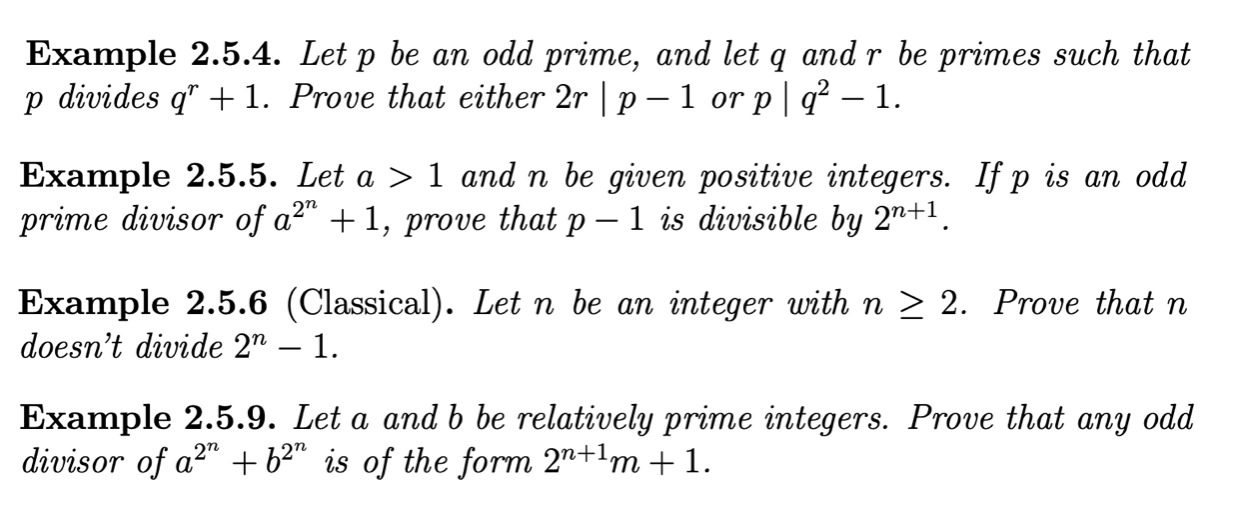 Example 2.5.4. Let p be an odd prime, and let q and r be primes such that
p divides q^r + 1. Prove that either 2r | p − 1 or p | q² − 1.
Example 2.5.5. Let a > 1 and n be given positive integers. If p is an odd
prime divisor of a^{2^n} + 1, prove that p − 1 is divisible by 2^{n+1}.
Example 2.5.6 (Classical). Let n be an integer with n ≥ 2. Prove that n
doesn't divide 2^n − 1.
Example 2.5.9. Let a and b be relatively prime integers. Prove that any odd
divisor of a^{2^n} + b^{2^n} is of the form 2^{n+1}m + 1.